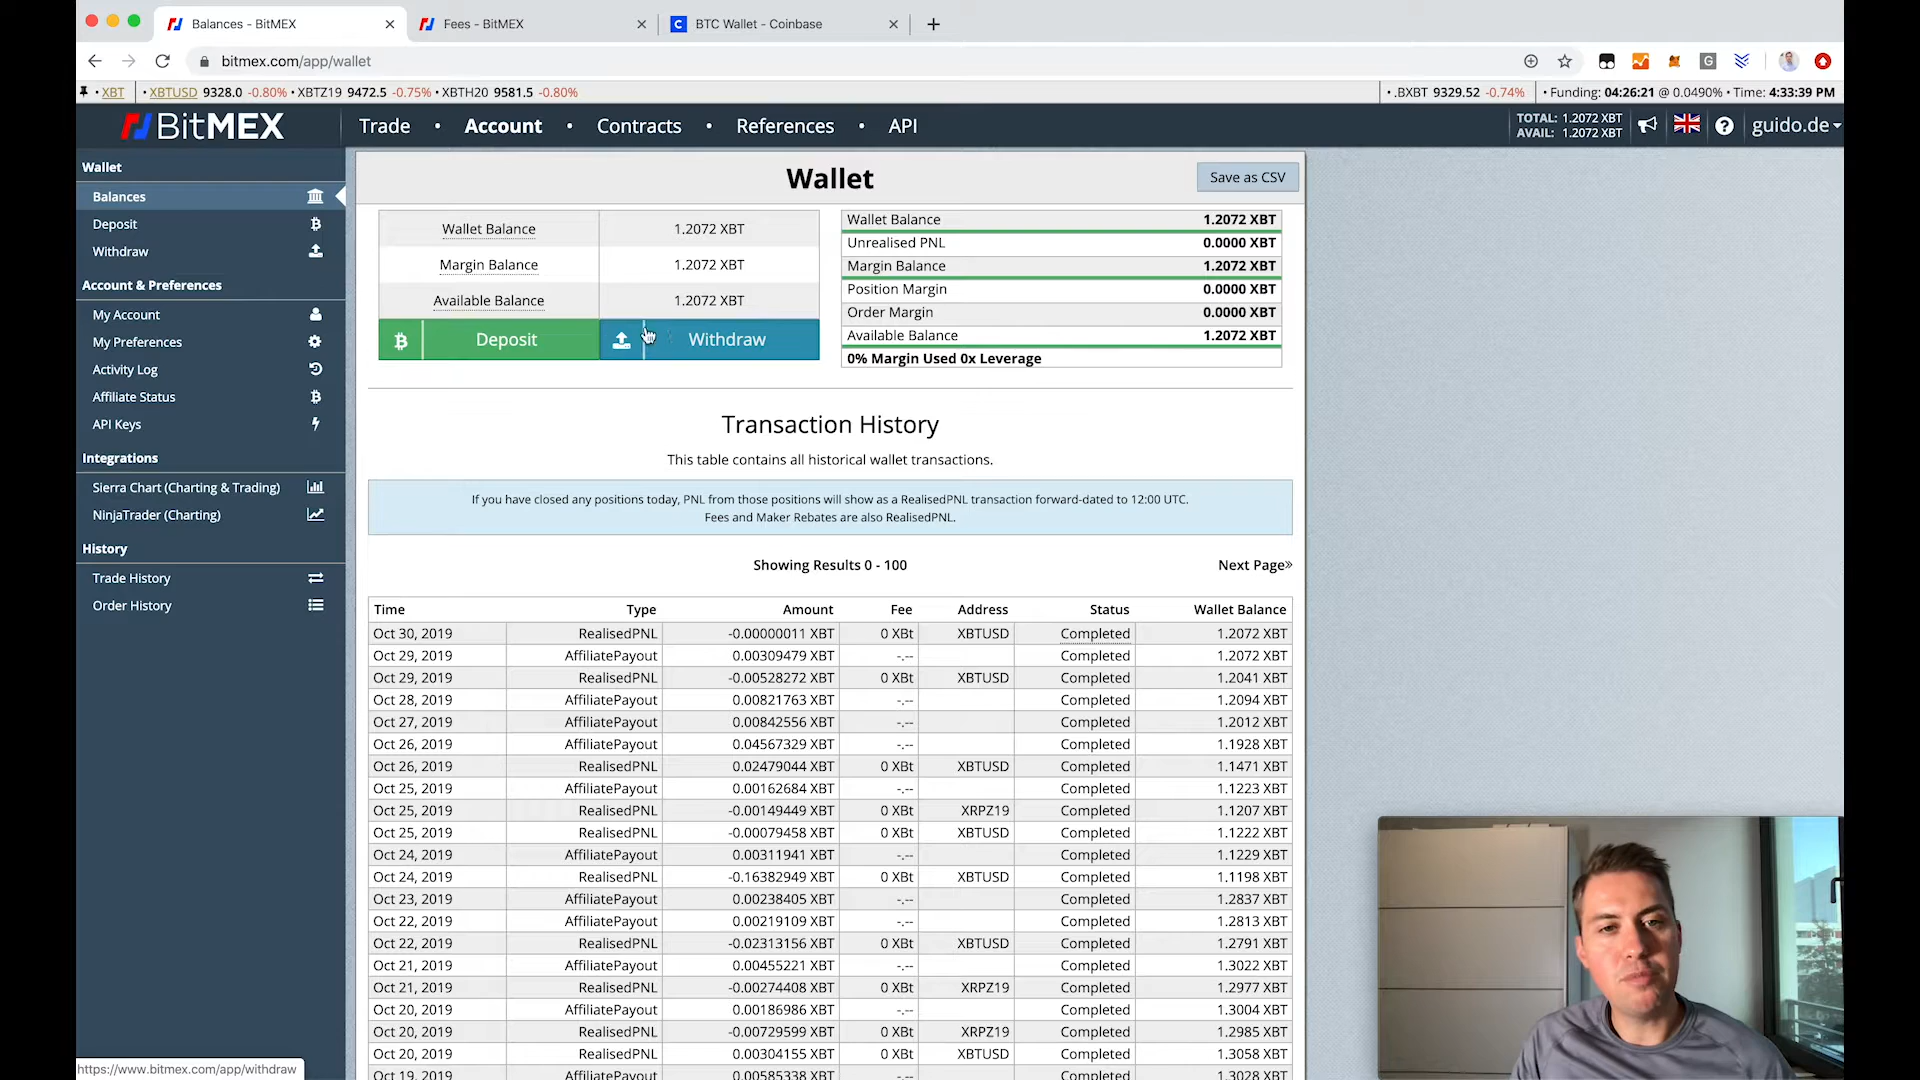 Balances - BitMEX
Fees - BitMEX
BTC Wallet - Coinbase
bitmex.com/app/wallet
• XBT • XBTUSD 9328.0 -0.80% • XBTZ19 9472.5 -0.75% • XBTH20 9581.5 -0.80%
• .BXBT 9329.52 -0.74% • Funding: 04:26:21 @ 0.0490% • Time: 4:33:39 PM
BitMEX
Trade • Account • Contracts • References • API
TOTAL: 1.2072 XBT
AVAIL: 1.2072 XBT
guido.de
Wallet
Balances
Deposit
Withdraw
Account & Preferences
My Account
My Preferences
Activity Log
Affiliate Status
API Keys
Integrations
Sierra Chart (Charting & Trading)
NinjaTrader (Charting)
History
Trade History
Order History
Wallet
Save as CSV
Wallet Balance 1.2072 XBT
Margin Balance 1.2072 XBT
Available Balance 1.2072 XBT
Deposit
Withdraw
Wallet Balance 1.2072 XBT
Unrealised PNL 0.0000 XBT
Margin Balance 1.2072 XBT
Position Margin 0.0000 XBT
Order Margin 0.0000 XBT
Available Balance 1.2072 XBT
0% Margin Used 0x Leverage
Transaction History
This table contains all historical wallet transactions.
If you have closed any positions today, PNL from those positions will show as a RealisedPNL transaction forward-dated to 12:00 UTC.
Fees and Maker Rebates are also RealisedPNL.
Showing Results 0 - 100
Next Page»
Time Type Amount Fee Address Status Wallet Balance
Oct 30, 2019 RealisedPNL -0.00000011 XBT 0 XBt XBTUSD Completed 1.2072 XBT
Oct 29, 2019 AffiliatePayout 0.00309479 XBT -.-- Completed 1.2072 XBT
Oct 29, 2019 RealisedPNL -0.00528272 XBT 0 XBt XBTUSD Completed 1.2041 XBT
Oct 28, 2019 AffiliatePayout 0.00821763 XBT -.-- Completed 1.2094 XBT
Oct 27, 2019 AffiliatePayout 0.00842556 XBT -.-- Completed 1.2012 XBT
Oct 26, 2019 AffiliatePayout 0.04567329 XBT -.-- Completed 1.1928 XBT
Oct 26, 2019 RealisedPNL 0.02479044 XBT 0 XBt XBTUSD Completed 1.1471 XBT
Oct 25, 2019 AffiliatePayout 0.00162684 XBT -.-- Completed 1.1223 XBT
Oct 25, 2019 RealisedPNL -0.00149449 XBT 0 XBt XRPZ19 Completed 1.1207 XBT
Oct 25, 2019 RealisedPNL -0.00079458 XBT 0 XBt XBTUSD Completed 1.1222 XBT
Oct 24, 2019 AffiliatePayout 0.00311941 XBT -.-- Completed 1.1229 XBT
Oct 24, 2019 RealisedPNL -0.16382949 XBT 0 XBt XBTUSD Completed 1.1198 XBT
Oct 23, 2019 AffiliatePayout 0.00238405 XBT -.-- Completed 1.2837 XBT
Oct 22, 2019 AffiliatePayout 0.00219109 XBT -.-- Completed 1.2813 XBT
Oct 22, 2019 RealisedPNL -0.02313156 XBT 0 XBt XBTUSD Completed 1.2791 XBT
Oct 21, 2019 AffiliatePayout 0.00455221 XBT -.-- Completed 1.3022 XBT
Oct 21, 2019 RealisedPNL -0.00274408 XBT 0 XBt XRPZ19 Completed 1.2977 XBT
Oct 20, 2019 AffiliatePayout 0.00186986 XBT -.-- Completed 1.3004 XBT
Oct 20, 2019 RealisedPNL -0.00729599 XBT 0 XBt XRPZ19 Completed 1.2985 XBT
Oct 20, 2019 RealisedPNL 0.00304155 XBT 0 XBt XBTUSD Completed 1.3058 XBT
Oct 19, 2019 AffiliatePayout 0.00585338 XBT -.-- Completed 1.3028 XBT
https://www.bitmex.com/app/withdraw